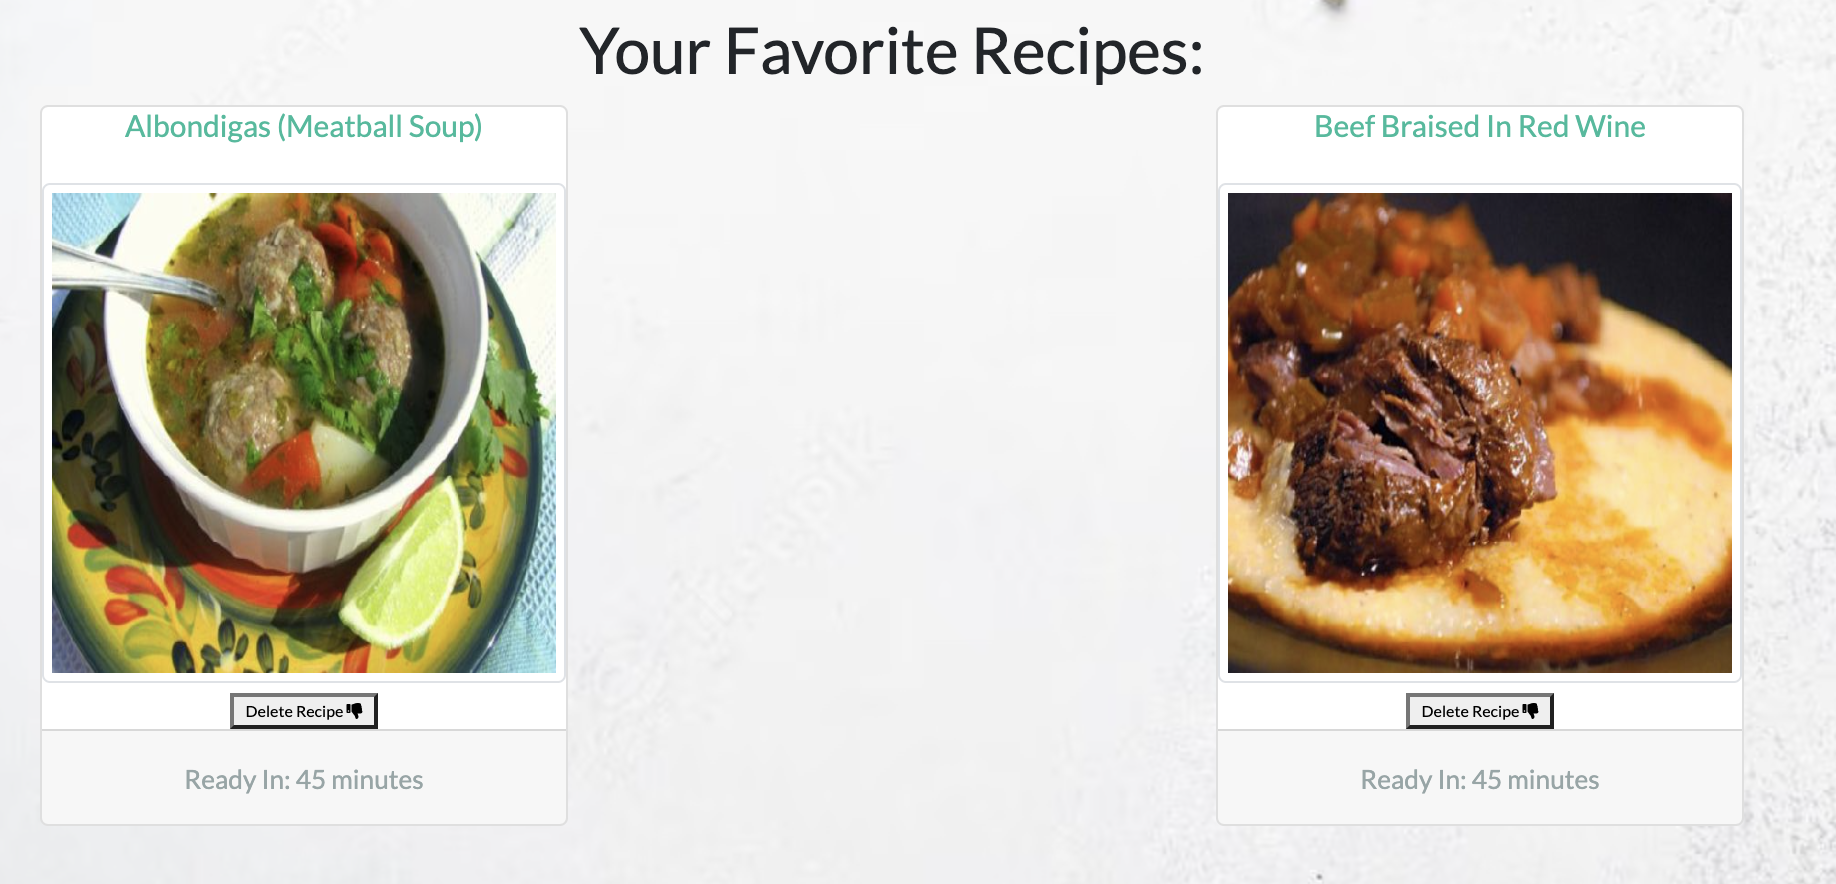 Your Favorite Recipes:
Albondigas (Meatball Soup)
Beef Braised In Red Wine
Delete Recipe
Delete Recipe
Ready In: 45 minutes
Ready In: 45 minutes